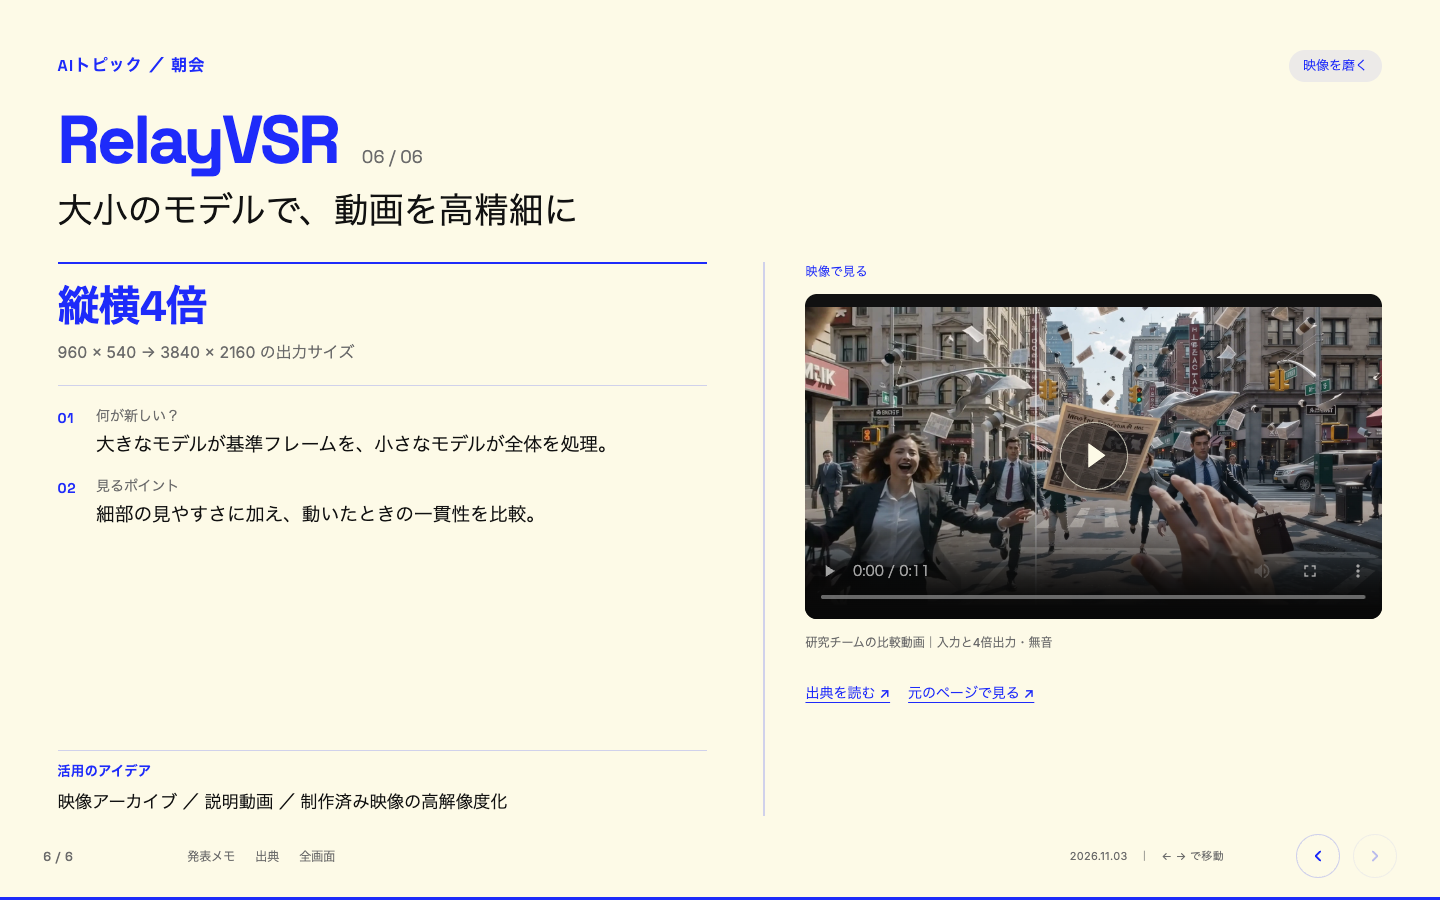 AIトピック ／ 朝会
映像を磨く
RelayVSR 06 / 06
大小のモデルで、動画を高精細に
縦横4倍
960 × 540 → 3840 × 2160 の出力サイズ
01 何が新しい？
大きなモデルが基準フレームを、小さなモデルが全体を処理。
02 見るポイント
細部の見やすさに加え、動いたときの一貫性を比較。
活用のアイデア
映像アーカイブ ／ 説明動画 ／ 制作済み映像の高解像度化
映像で見る
0:00 / 0:11
研究チームの比較動画｜入力と4倍出力・無音
出典を読む ↗ 元のページで見る ↗
6 / 6 発表メモ 出典 全画面
2026.11.03 ｜ ← → で移動